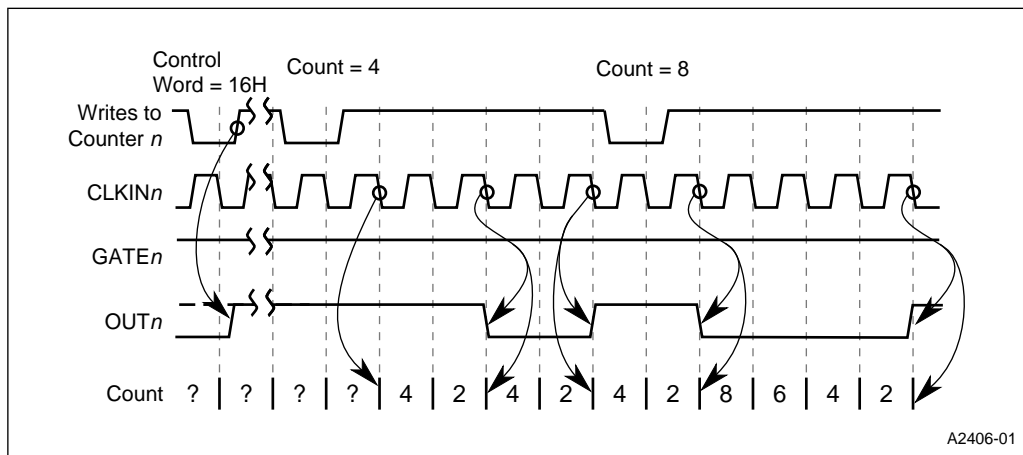 Control
Word = 16H
Count = 4
Count = 8
Writes to
Counter n
CLKINn
GATEn
OUTn
Count ? ? ? ? 4 2 4 2 4 2 8 6 4 2
A2406-01